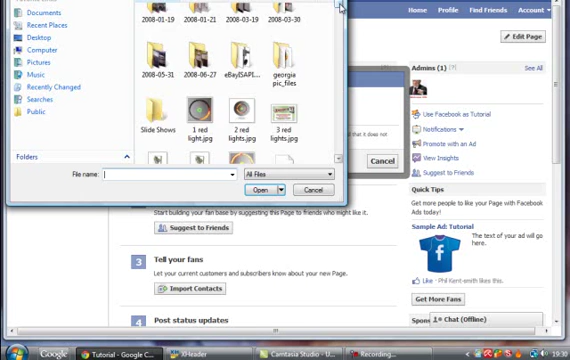 Home Profile Find Friends Account
Edit Page
Documents
Recent Places
Desktop
Computer
Pictures
Music
Recently Changed
Searches
Public
Folders
2008-01-19 2008-01-21 2008-03-19 2008-03-30
2008-05-31 2008-06-27 eBayISAPI,... georgia
pic_files
Slide Shows 1 red
light.jpg 2 red
lights.jpg 3 red
lights.jpg
File name: All Files
Open Cancel
Admins (1) [?] See All
that it does not
Cancel
Use Facebook as Tutorial
Notifications
Promote with an Ad
View Insights
Suggest to Friends
Quick Tips
Get more people to like your Page with Facebook
Ads today!
Sample Ad: Tutorial
The text of your ad will go
here.
Like · Phil Kent-smith likes this.
Get More Fans
Chat (Offline)
Start building your fan base by suggesting this Page to friends who might like it.
Suggest to Friends
3 Tell your fans
Let your current customers and subscribers know about your new Page.
Import Contacts
4 Post status updates
Google Tutorial - Google C... XHeader Camtasia Studio - U... Recording... 19:30